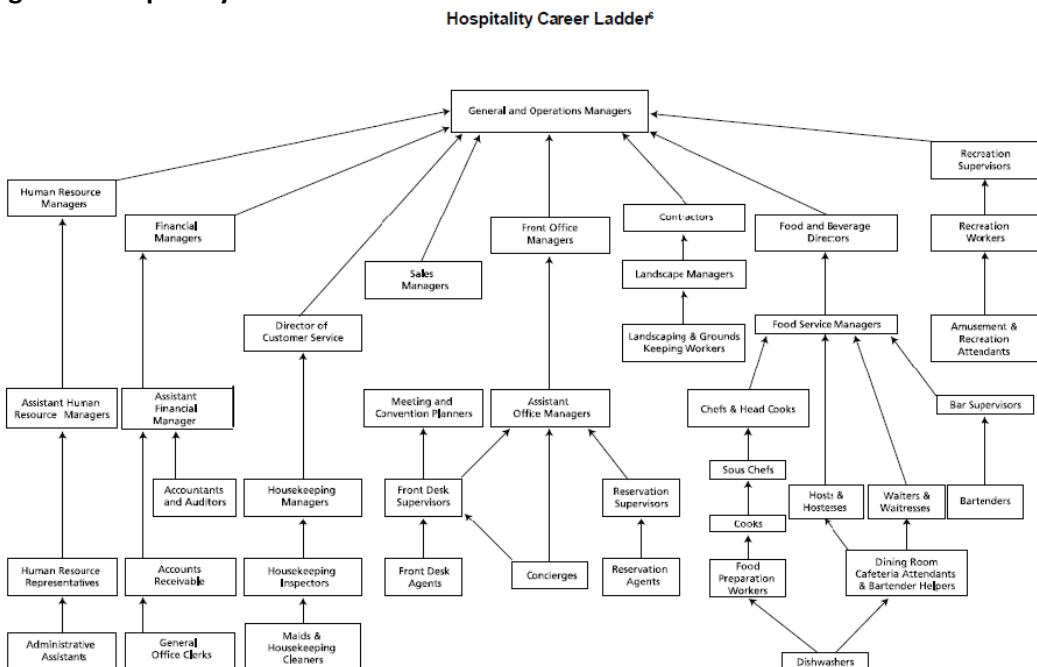 Hospitality Career Ladder⁶
General and Operations Managers
Recreation
Supervisors
Human Resource
Managers
Financial
Managers
Front Office
Managers
Contractors
Food and Beverage
Directors
Recreation
Workers
Sales
Managers
Landscape Managers
Director of
Customer Service
Landscaping & Grounds
Keeping Workers
Food Service Managers
Amusement &
Recreation
Attendants
Assistant Human
Resource Managers
Assistant
Financial
Manager
Meeting and
Convention Planners
Assistant
Office Managers
Chefs & Head Cooks
Bar Supervisors
Accountants
and Auditors
Housekeeping
Managers
Front Desk
Supervisors
Reservation
Supervisors
Sous Chefs
Hosts &
Hostesses
Waiters &
Waitresses
Bartenders
Cooks
Human Resource
Representatives
Accounts
Receivable
Housekeeping
Inspectors
Front Desk
Agents
Concierges
Reservation
Agents
Food
Preparation
Workers
Dining Room
Cafeteria Attendants
& Bartender Helpers
Administrative
Assistants
General
Office Clerks
Maids &
Housekeeping
Cleaners
Dishwashers